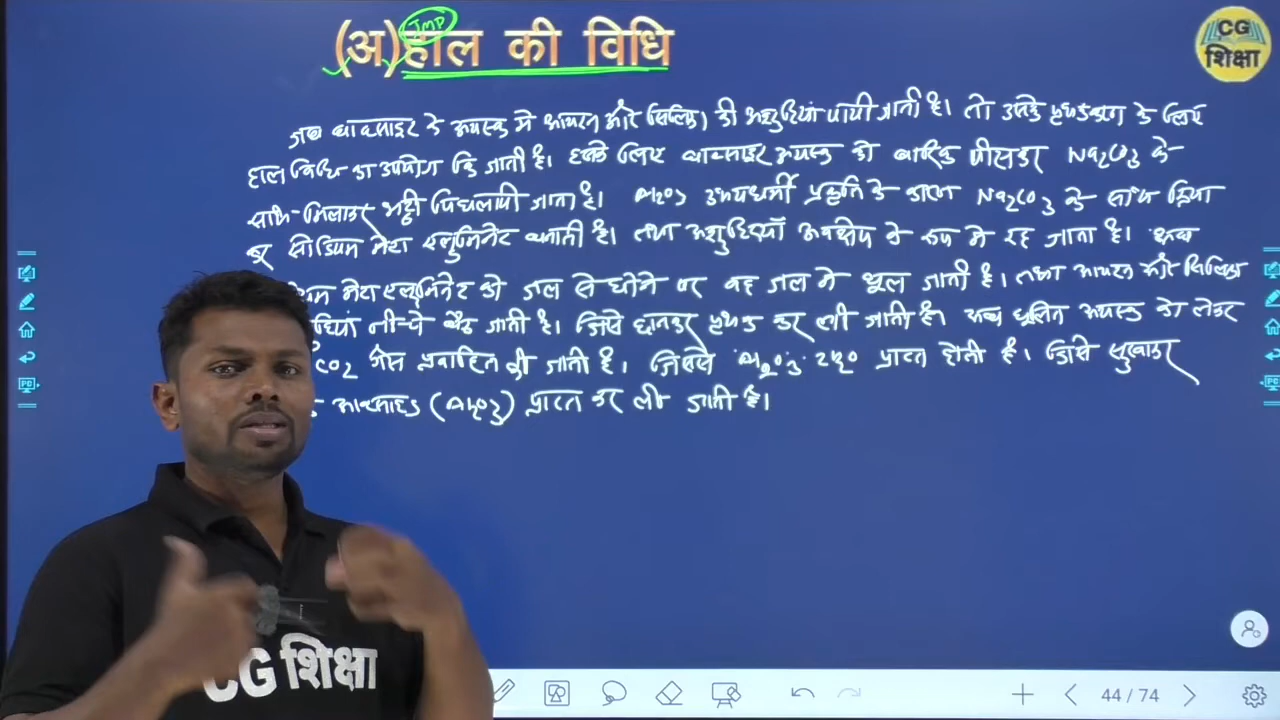 (अ) हाल की विधि
IMP
CG
शिक्षा
जब बाक्साइट के अयस्क मे आयरन और सिलिका की अशुद्धियां पायी जाती है। तो उसके पृथक्करण के लिए
हाल विधि का उपयोग कि जाती है। इसके लिए बाक्साइट अयस्क को बारिक पीसकर Na₂CO₃ के
साथ मिलाकर भट्टी पिघलायी जाता है। Al₂O₃ उभयधर्मी प्रकृति के कारण Na₂CO₃ के साथ क्रिया
कर सोडियम मेटा एलुमिनेट बनाती है। तथा अशुद्धियाँ अवक्षेप के रूप मे रह जाता है। अब
मेटा एल्युमिनेट को जल से धोने पर वह जल मे घुल जाती है। तथा आयरन और सिलिका
नीचे बैठ जाती है। जिसे छानकर पृथक कर ली जाती है। अब घुलित अयस्क को लेकर
CO₂ गैस प्रवाहित की जाती है। जिससे Al₂O₃ 2H₂O प्राप्त होती है। जिसे सुखाकर
(Al₂O₃) प्राप्त कर ली जाती है।
CG शिक्षा
44 / 74